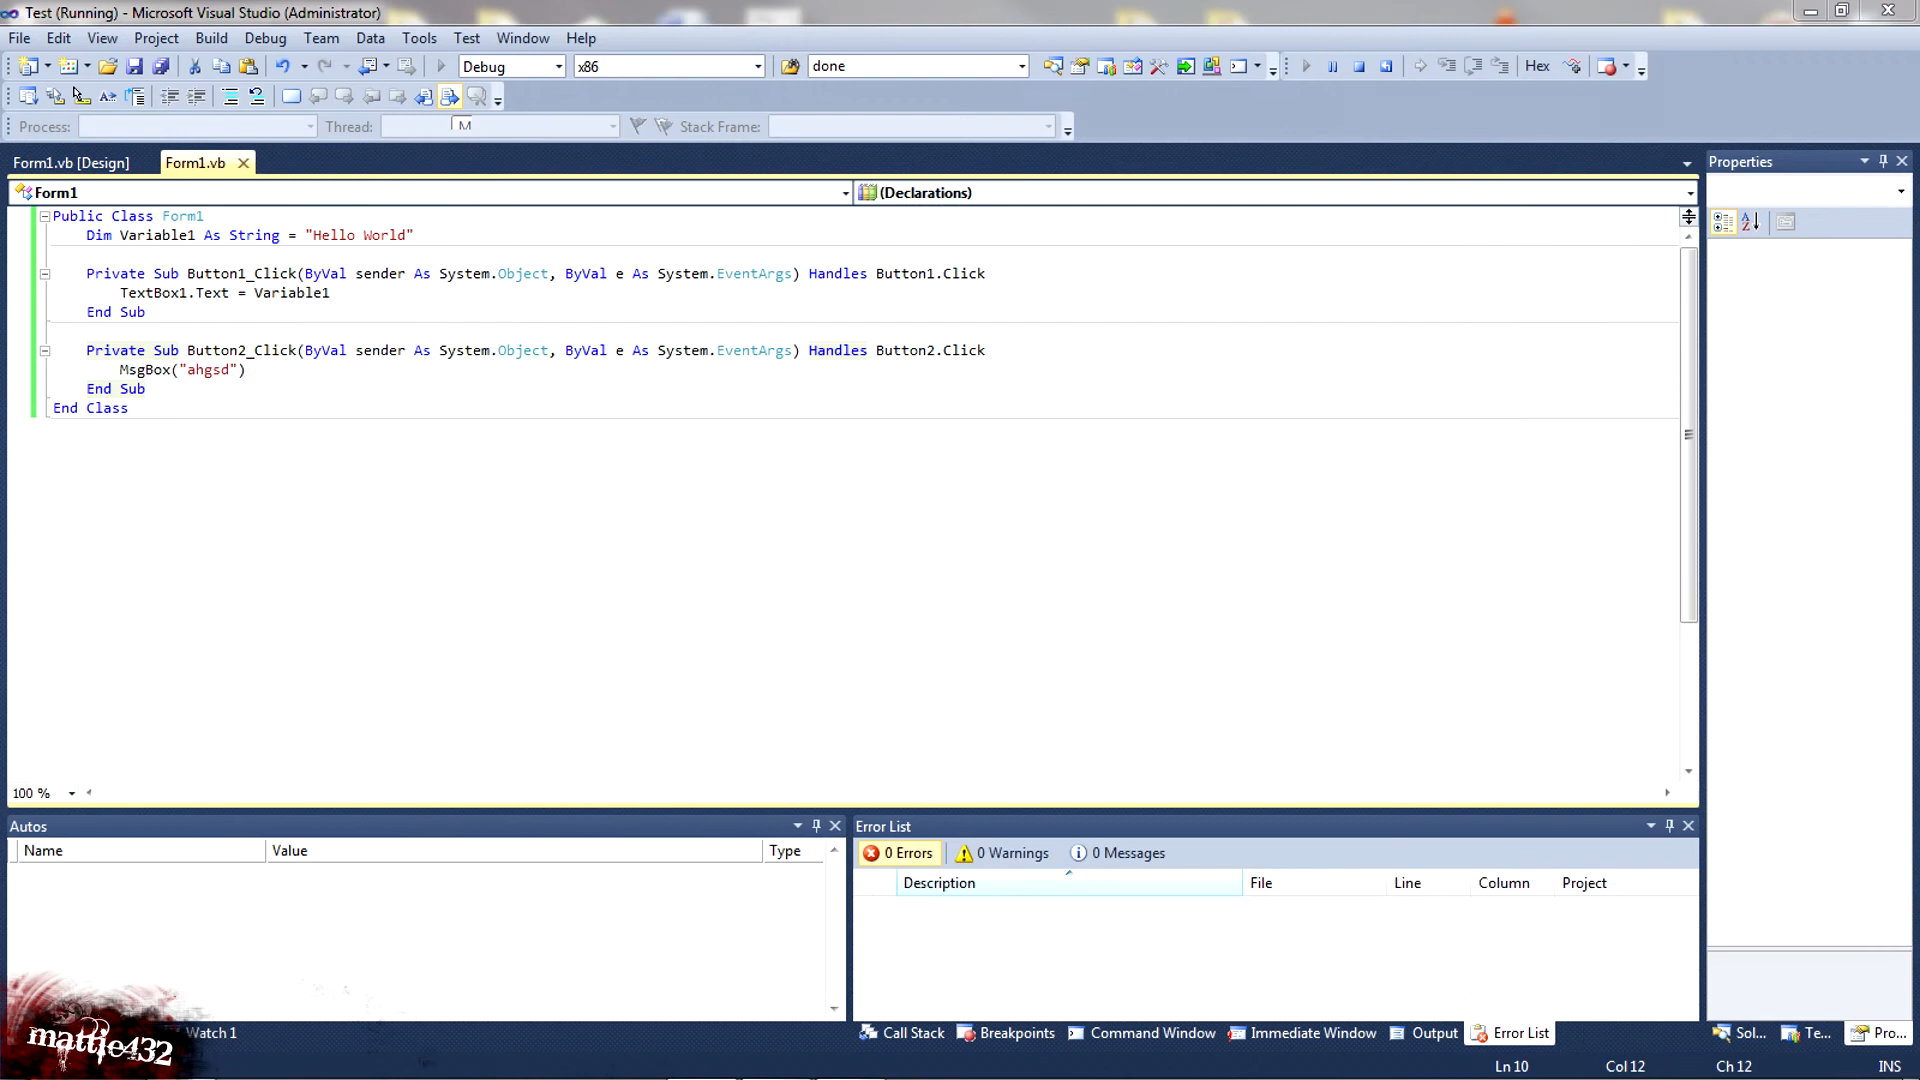 Test (Running) - Microsoft Visual Studio (Administrator)
File Edit View Project Build Debug Team Data Tools Test Window Help
Debug x86 done Hex
Process: Thread: M Stack Frame:
Form1.vb [Design] Form1.vb
Form1 (Declarations)
Public Class Form1
Dim Variable1 As String = "Hello World"
Private Sub Button1_Click(ByVal sender As System.Object, ByVal e As System.EventArgs) Handles Button1.Click
TextBox1.Text = Variable1
End Sub
Private Sub Button2_Click(ByVal sender As System.Object, ByVal e As System.EventArgs) Handles Button2.Click
MsgBox("ahgsd")
End Sub
End Class
100 %
Properties
Autos
Name Value Type
Error List
0 Errors 0 Warnings 0 Messages
Description File Line Column Project
mattie432
Watch 1
Call Stack Breakpoints Command Window Immediate Window Output Error List
Sol... Te... Pro...
Ln 10 Col 12 Ch 12 INS